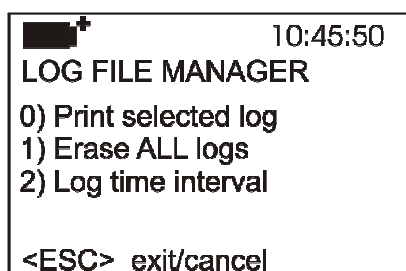 10:45:50
LOG FILE MANAGER
0) Print selected log
1) Erase ALL logs
2) Log time interval
<ESC> exit/cancel